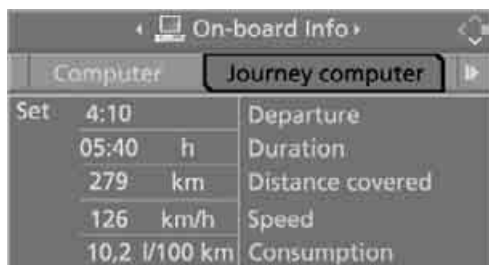 On-board Info
Computer Journey computer
Set 4:10 Departure
05:40 h Duration
279 km Distance covered
126 km/h Speed
10,2 l/100 km Consumption